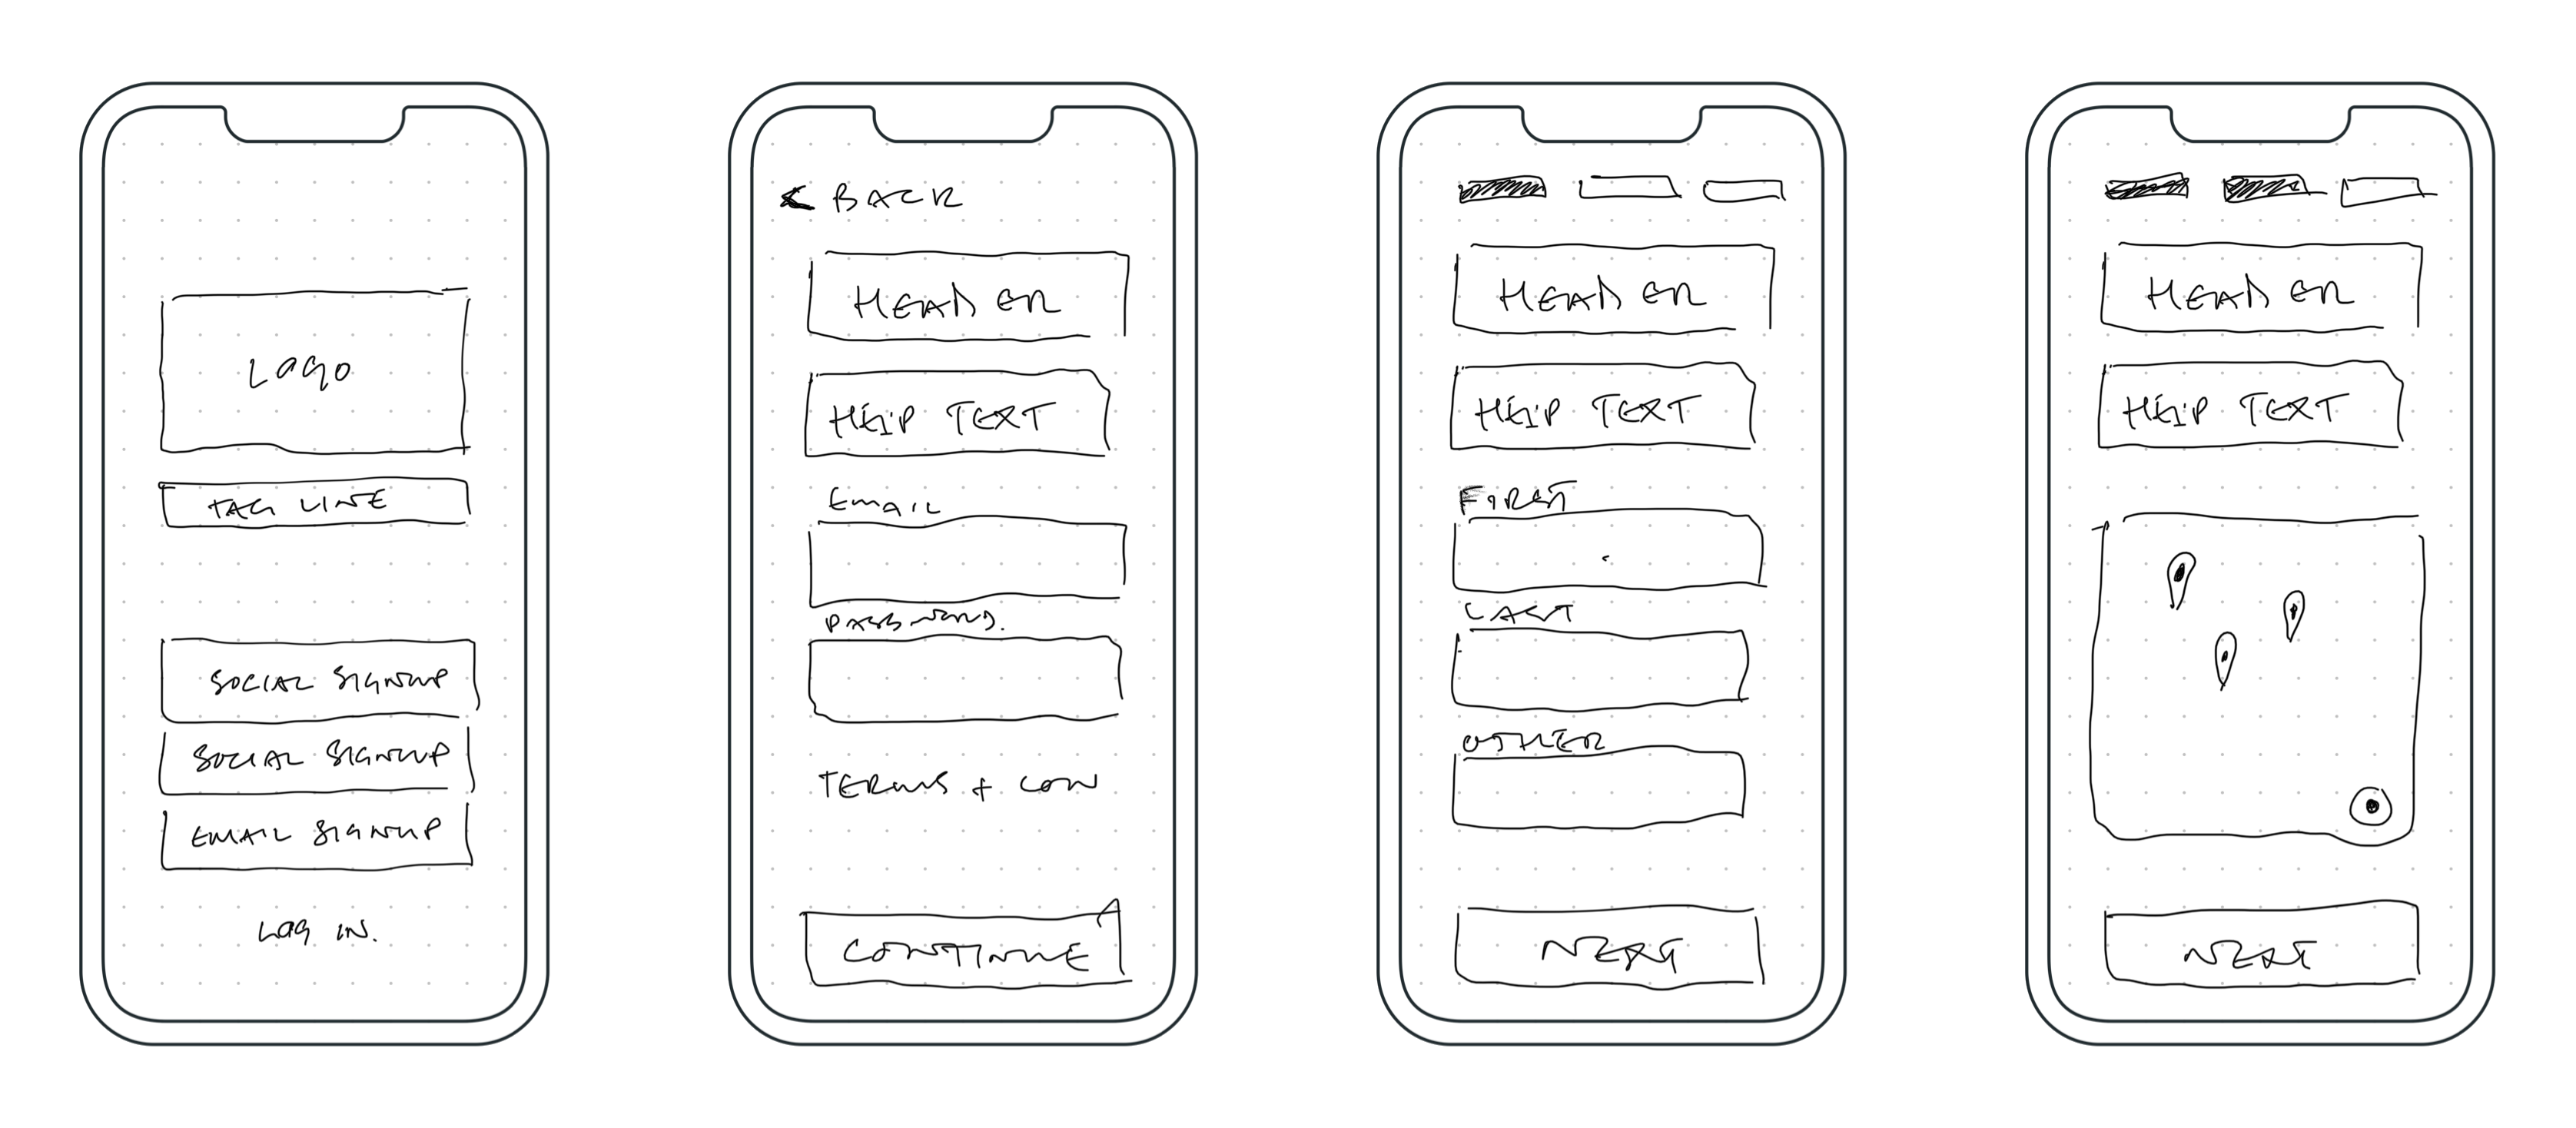 LOGO
TAG LINE
SOCIAL SIGNUP
SOCIAL SIGNUP
EMAIL SIGNUP
LOG IN.
BACK
HEADER
HELP TEXT
EMAIL
PASSWORD.
TERMS + CON
CONTINUE
HEADER
HELP TEXT
FIRST
LAST
OTHER
NEXT
HEADER
HELP TEXT
NEXT